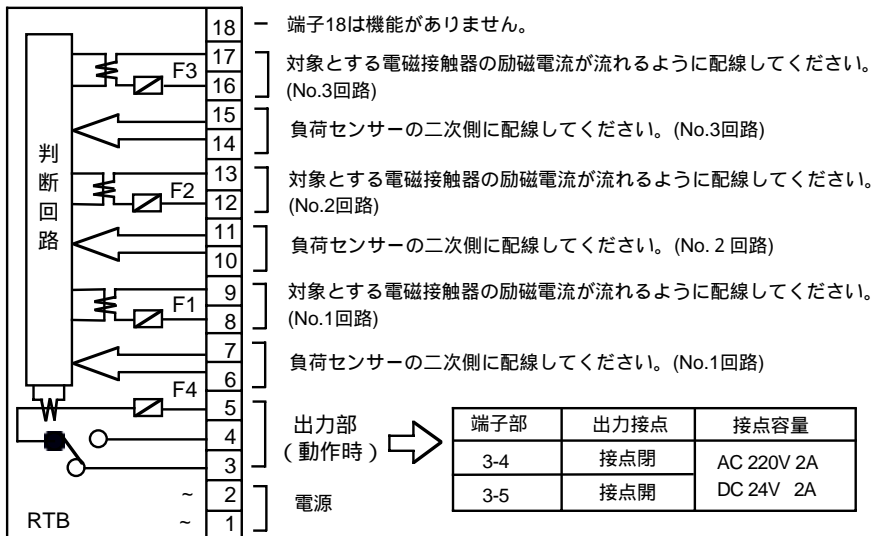 18 － 端子18は機能がありません。
17
F3
16
対象とする電磁接触器の励磁電流が流れるように配線してください。
(No.3回路)
15
14
負荷センサーの二次側に配線してください。(No.3回路)
判断回路
13
F2
12
対象とする電磁接触器の励磁電流が流れるように配線してください。
(No.2回路)
11
10
負荷センサーの二次側に配線してください。(No. 2 回路)
9
F1
8
対象とする電磁接触器の励磁電流が流れるように配線してください。
(No.1回路)
7
6
負荷センサーの二次側に配線してください。(No.1回路)
F4
5
4
3
出力部
(動作時)
端子部 出力接点 接点容量
3-4 接点閉 AC 220V 2A
3-5 接点開 DC 24V 2A
~ 2
~ 1
電源
RTB